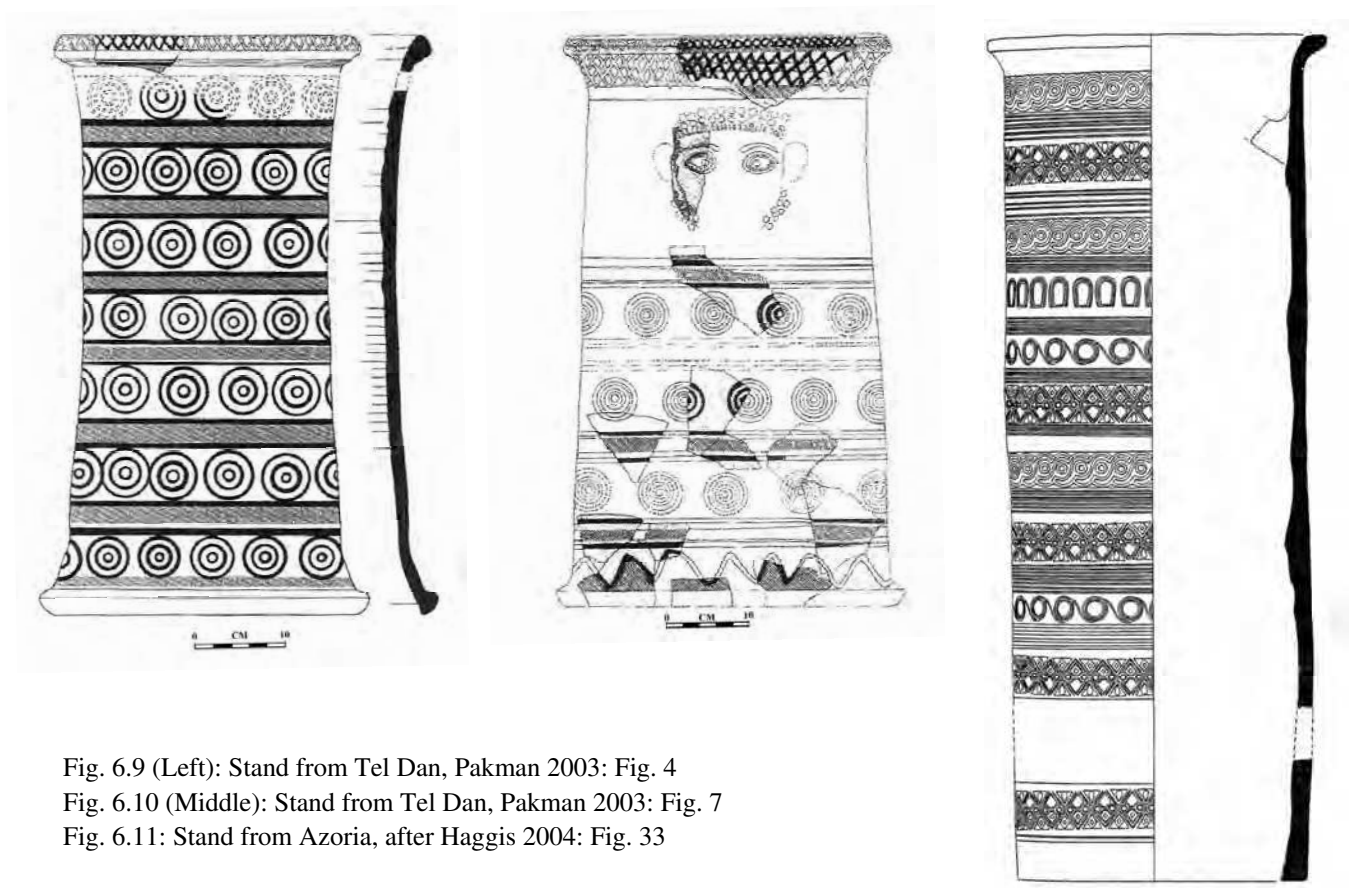 0 CM 10
0 CM 10
Fig. 6.9 (Left): Stand from Tel Dan, Pakman 2003: Fig. 4
Fig. 6.10 (Middle): Stand from Tel Dan, Pakman 2003: Fig. 7
Fig. 6.11: Stand from Azoria, after Haggis 2004: Fig. 33